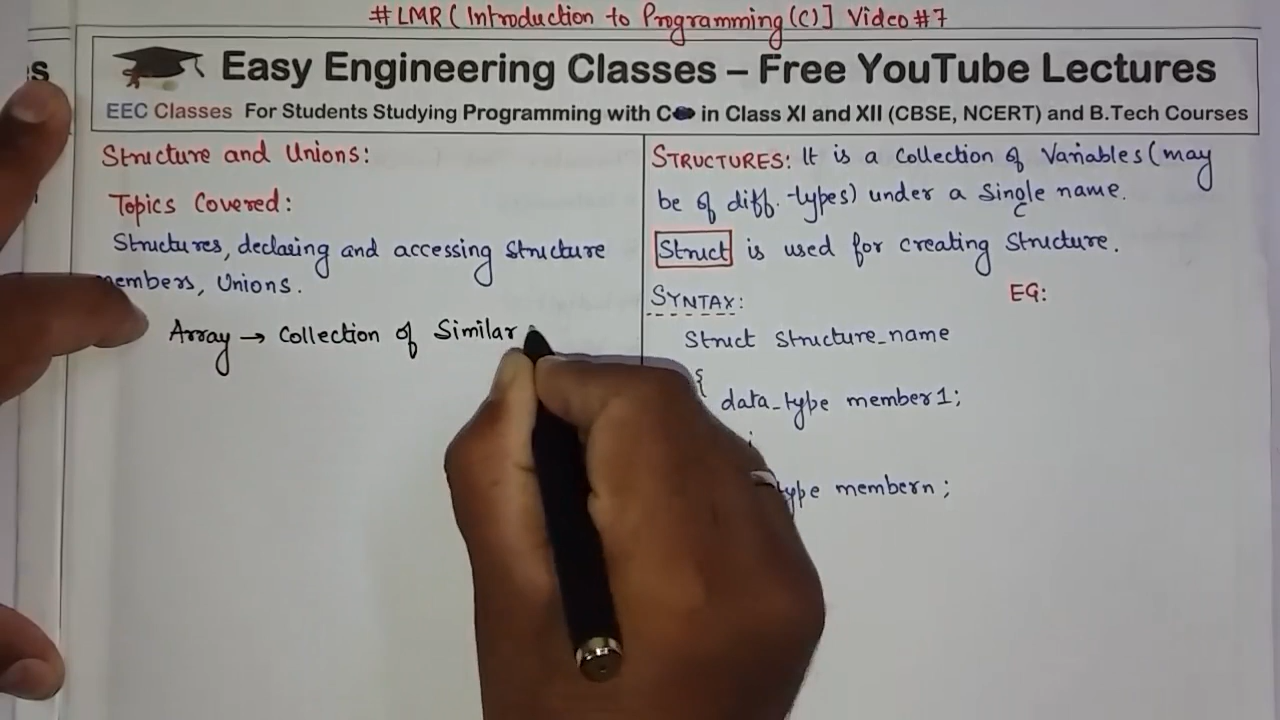 #LMR (Introduction to Programming (C)] Video #7
Easy Engineering Classes – Free YouTube Lectures
EEC Classes For Students Studying Programming with C in Class XI and XII (CBSE, NCERT) and B.Tech Courses
Structure and Unions:
Topics Covered:
Structures, declaring and accessing structure
members, Unions.
Array → Collection of Similar
STRUCTURES: It is a Collection of Variables (may
be of diff. types) under a single name.
Struct is used for creating structure.
SYNTAX:
EG:
Struct structure_name
{
data_type member1;
type membern;